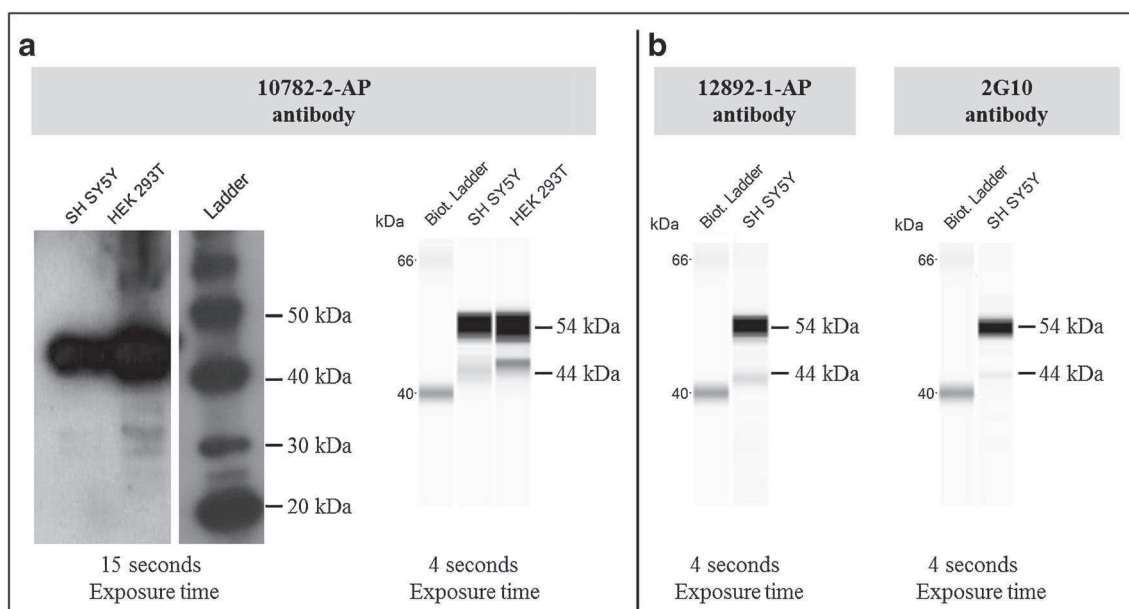 a
10782-2-AP
antibody
SH SY5Y
HEK 293T
Ladder
50 kDa
40 kDa
30 kDa
20 kDa
15 seconds
Exposure time
kDa
Biot. Ladder
SH SY5Y
HEK 293T
66
40
54 kDa
44 kDa
4 seconds
Exposure time
b
12892-1-AP
antibody
kDa
Biot. Ladder
SH SY5Y
66
40
54 kDa
44 kDa
4 seconds
Exposure time
2G10
antibody
kDa
Biot. Ladder
SH SY5Y
66
40
54 kDa
44 kDa
4 seconds
Exposure time